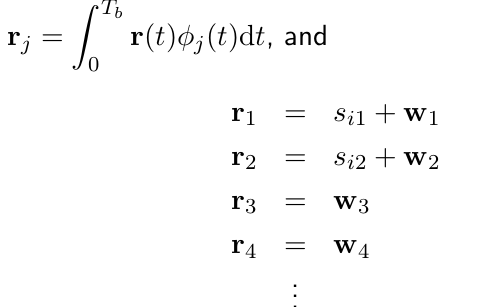 r_j = ∫_0^{T_b} r(t)ϕ_j(t)dt, and
r_1 = s_{i1} + w_1
r_2 = s_{i2} + w_2
r_3 = w_3
r_4 = w_4
⋮